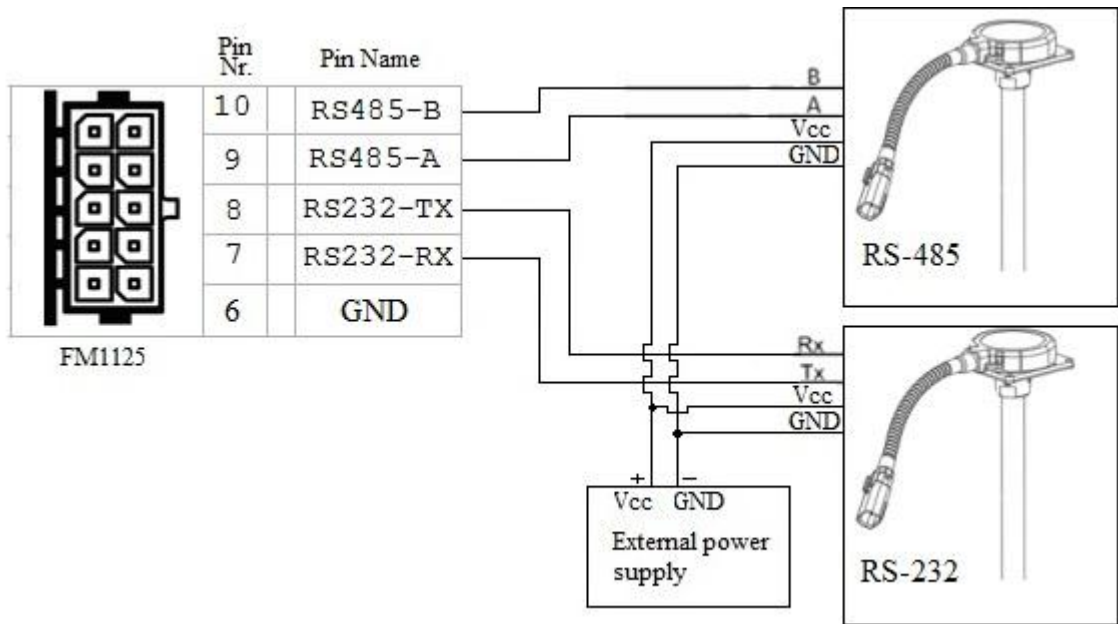 Pin
Nr.
Pin Name
10 RS485-B
9 RS485-A
8 RS232-TX
7 RS232-RX
6 GND
FM1125
B
A
Vcc
GND
RS-485
Rx
Tx
Vcc
GND
RS-232
+ −
Vcc GND
External power
supply